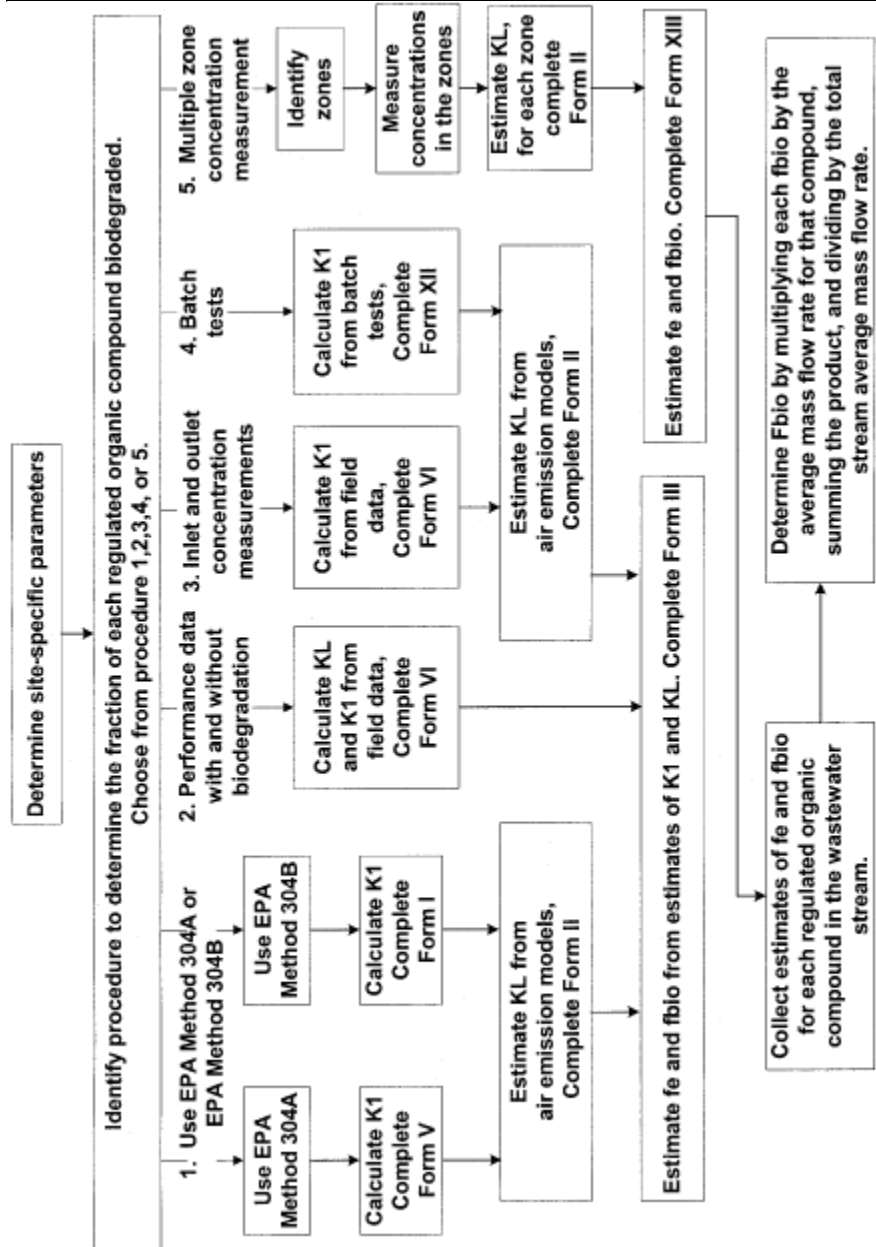 Determine site-specific parameters
Identify procedure to determine the fraction of each regulated organic compound biodegraded.
Choose from procedure 1,2,3,4, or 5.
1. Use EPA Method 304A or
EPA Method 304B
Use EPA
Method 304A
Calculate K1
Complete
Form V
Use EPA
Method 304B
Calculate K1
Complete
Form I
Estimate KL from
air emission models,
Complete Form II
2. Performance data
with and without
biodegradation
Calculate KL
and K1 from
field data,
Complete
Form VI
3. Inlet and outlet
concentration
measurements
Calculate K1
from field
data,
Complete
Form VI
4. Batch
tests
Calculate K1
from batch
tests,
Complete
Form XII
Estimate KL from
air emission models,
Complete Form II
5. Multiple zone
concentration
measurement
Identify
zones
Measure
concentrations
in the zones
Estimate KL,
for each zone
complete
Form II
Estimate fe and fbio from estimates of K1 and KL. Complete Form III
Estimate fe and fbio. Complete Form XIII
Collect estimates of fe and fbio
for each regulated organic
compound in the wastewater
stream.
Determine Fbio by multiplying each fbio by the
average mass flow rate for that compound,
summing the product, and dividing by the total
stream average mass flow rate.